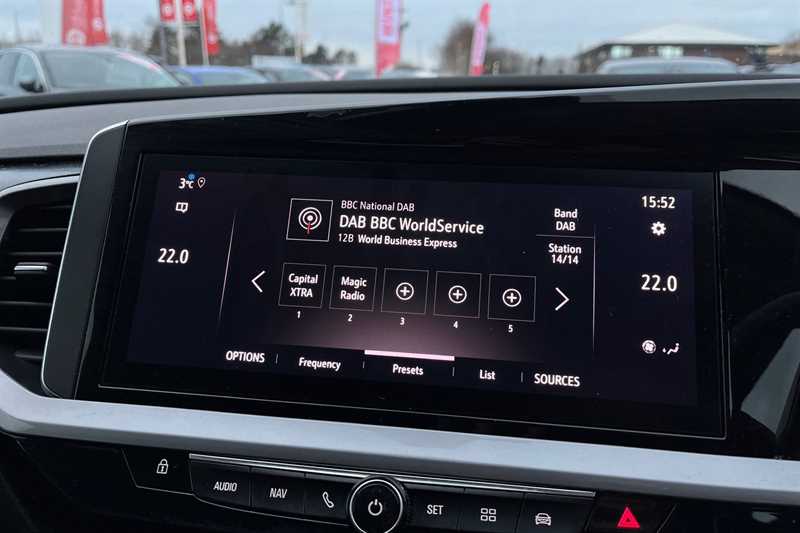 3°C
15:52
BBC National DAB
DAB BBC WorldService
12B World Business Express
Band
DAB
Station
14/14
22.0
22.0
Capital
XTRA
Magic
Radio
1
2
3
4
5
OPTIONS
Frequency
Presets
List
SOURCES
AUDIO
NAV
SET